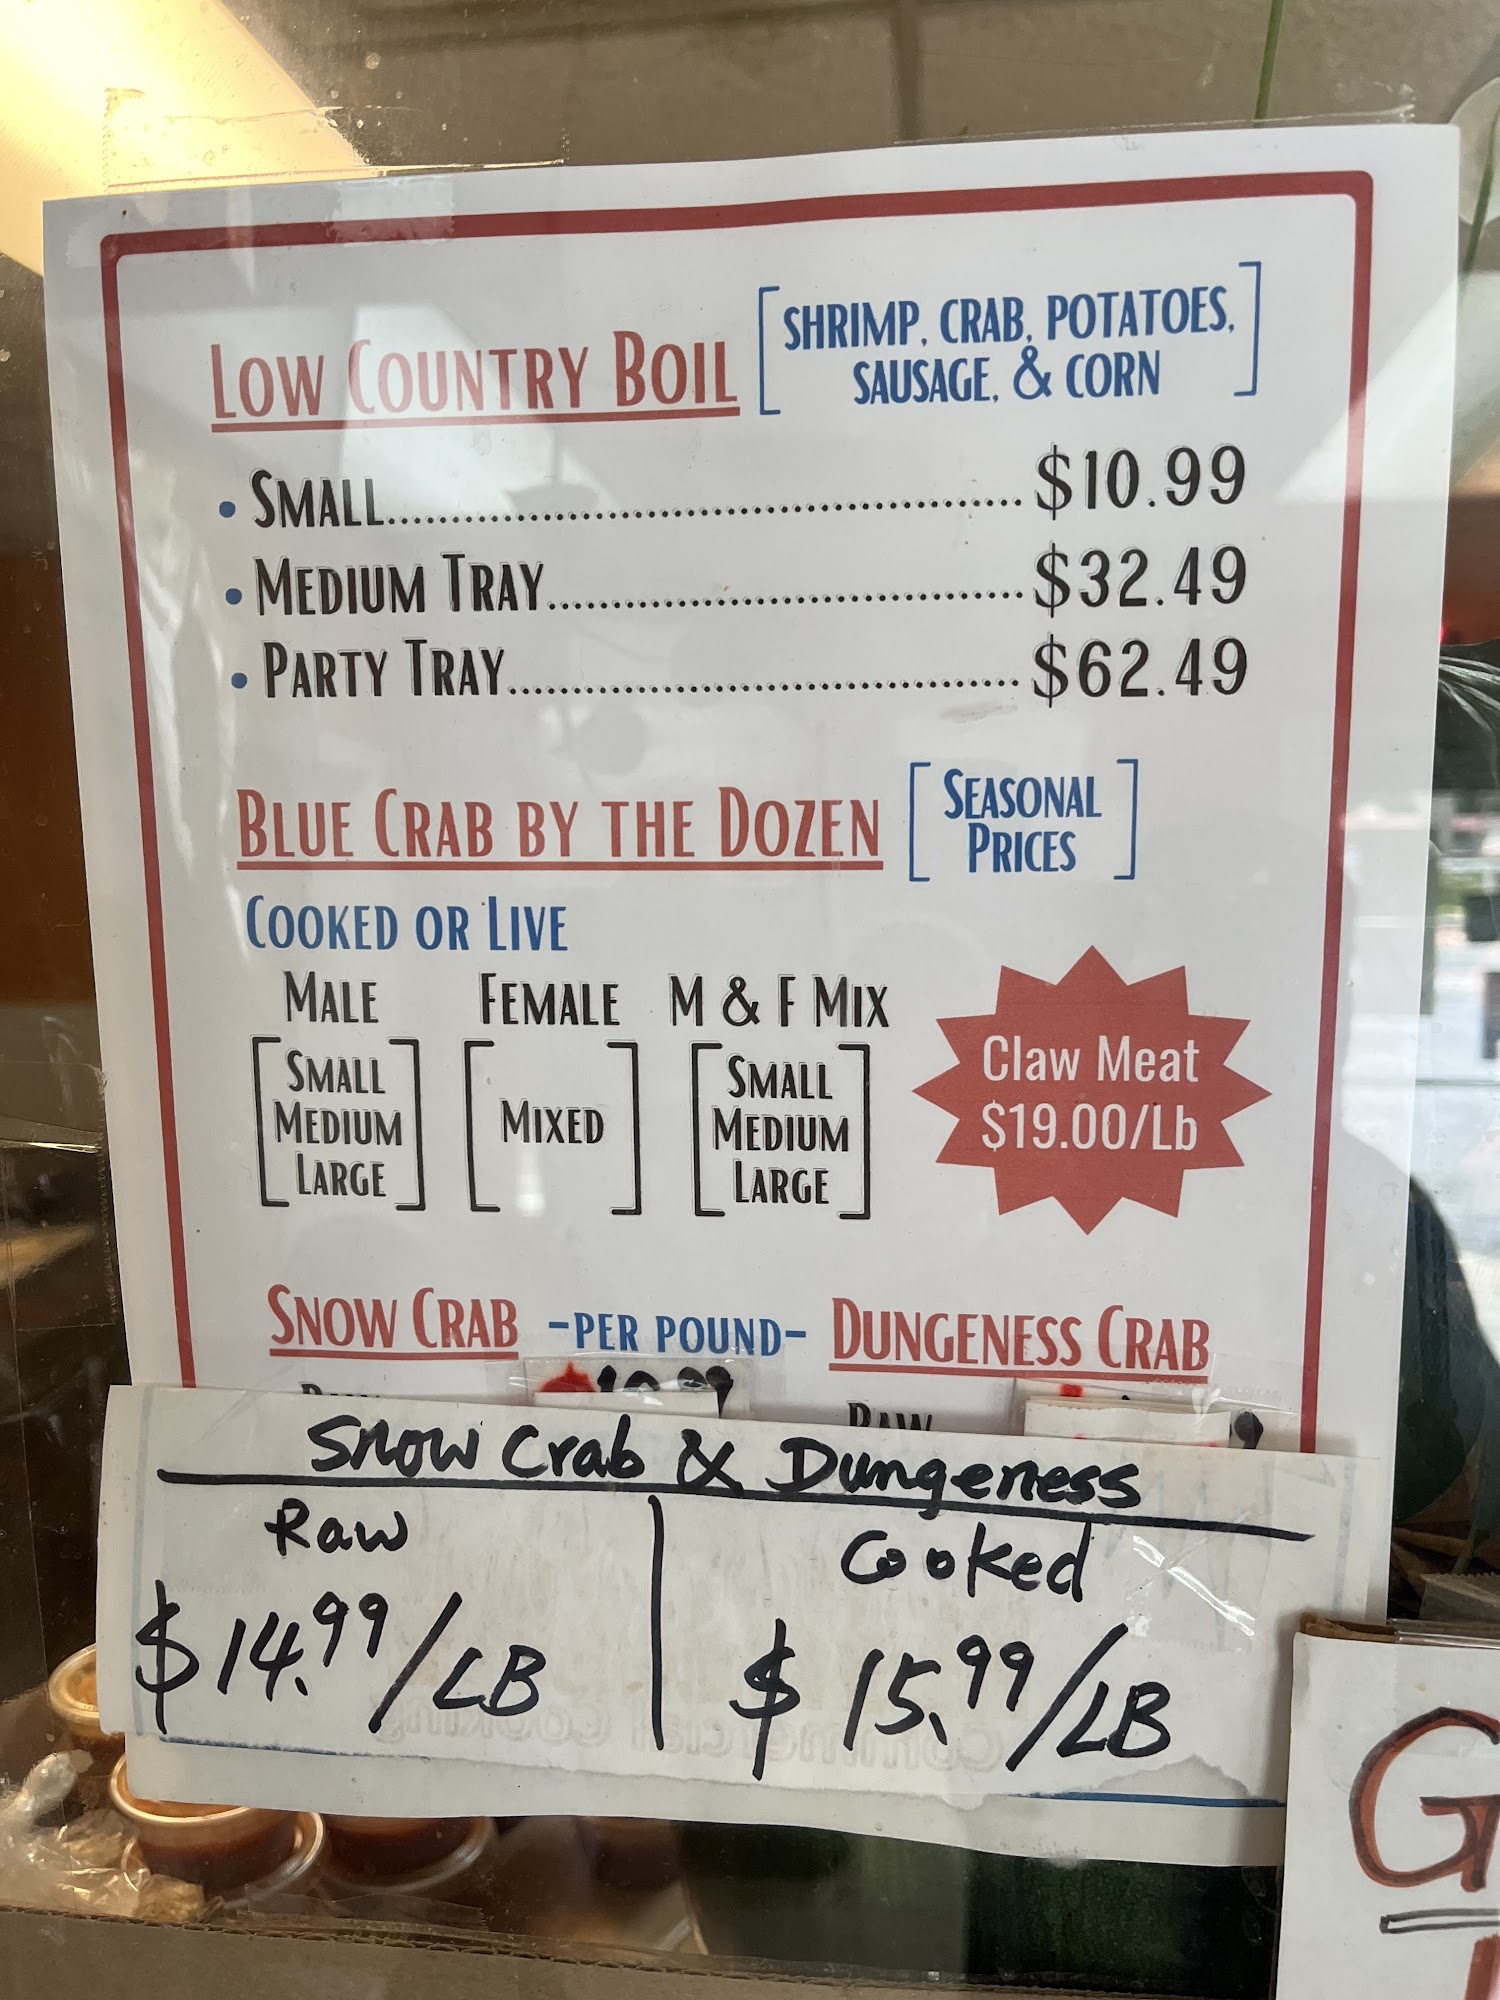 LOW COUNTRY BOIL
SHRIMP, CRAB, POTATOES,
SAUSAGE, & CORN
• SMALL.......................................... $10.99
• MEDIUM TRAY.................................... $32.49
• PARTY TRAY....................................... $62.49
BLUE CRAB BY THE DOZEN
SEASONAL
PRICES
COOKED OR LIVE
MALE
SMALL
MEDIUM
LARGE
FEMALE
MIXED
M & F MIX
SMALL
MEDIUM
LARGE
Claw Meat
$19.00/Lb
SNOW CRAB -PER POUND- DUNGENESS CRAB
RAW
Snow Crab & Dungeness
Raw
$14.99/LB
Cooked
$15.99/LB
G